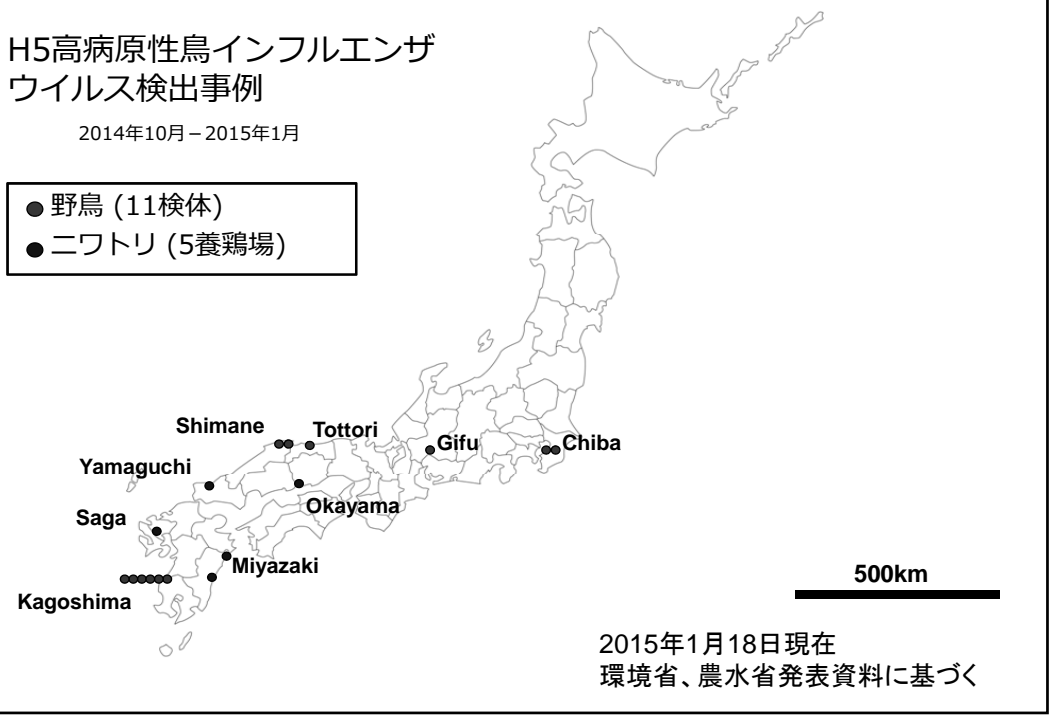 H5高病原性鳥インフルエンザ
ウイルス検出事例
2014年10月－2015年1月
野鳥 (11検体)
ニワトリ (5養鶏場)
Shimane
Tottori
Gifu
Chiba
Yamaguchi
Okayama
Saga
Miyazaki
Kagoshima
500km
2015年1月18日現在
環境省、農水省発表資料に基づく